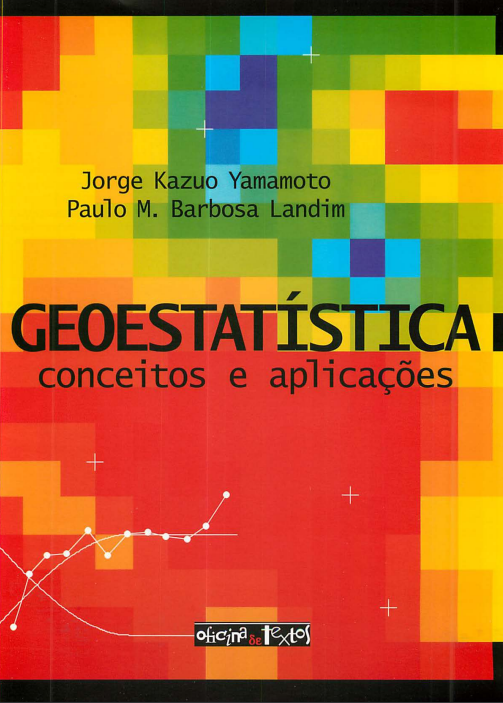 Jorge Kazuo Yamamoto
Paulo M. Barbosa Landim
GEOESTATÍSTICA
conceitos e aplicações
oficina de textos